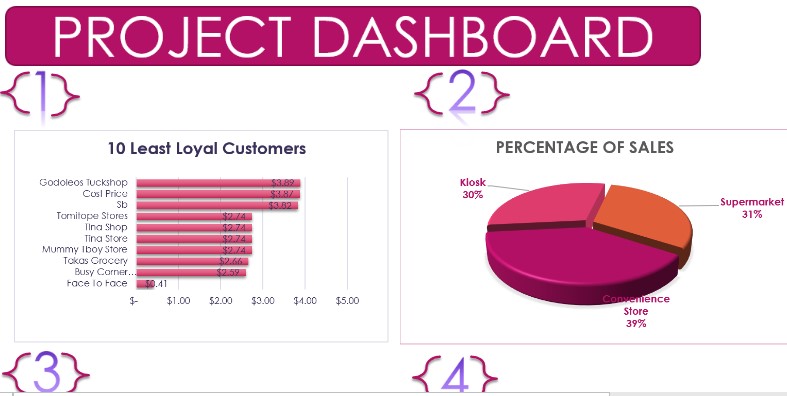 PROJECT DASHBOARD
{1}
{2}
10 Least Loyal Customers
Godoleos Tuckshop $3.89
Cost Price $3.87
Sb $3.82
Tomitope Stores $2.74
Tina Shop $2.74
Tina Store $2.74
Mummy Tboy Store $2.74
Takas Grocery $2.66
Busy Corner... $2.59
Face To Face $0.41
$- $1.00 $2.00 $3.00 $4.00 $5.00
PERCENTAGE OF SALES
Kiosk
30%
Supermarket
31%
Convenience
Store
39%
{3}
{4}